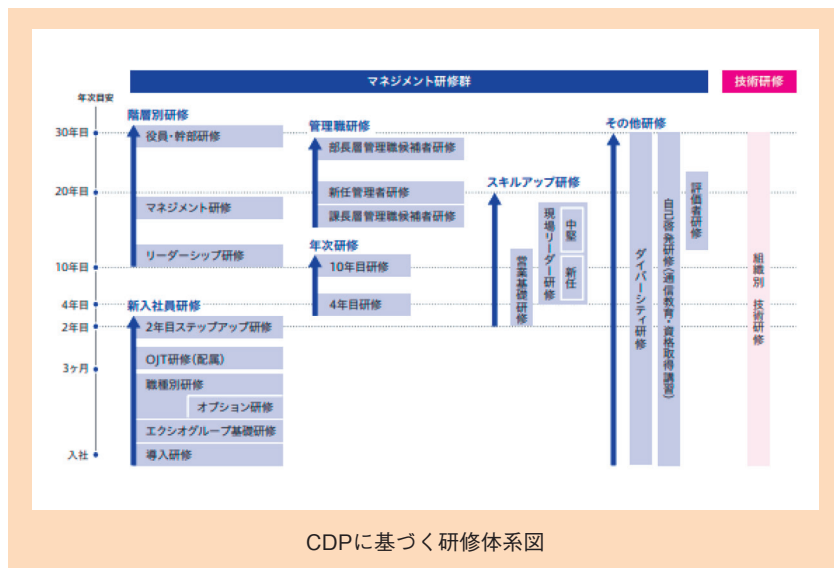 マネジメント研修群
技術研修
年次目安
30年目
20年目
10年目
4年目
2年目
3ヶ月
入社
階層別研修
役員・幹部研修
マネジメント研修
リーダーシップ研修
新入社員研修
2年目ステップアップ研修
OJT研修(配属)
職種別研修
オプション研修
エクシオグループ基礎研修
導入研修
管理職研修
部長層管理職候補者研修
新任管理者研修
課長層管理職候補者研修
年次研修
10年目研修
4年目研修
スキルアップ研修
営業基礎研修
現場リーダー研修
中堅
新任
その他研修
ダイバーシティ研修
自己啓発研修(通信教育・資格取得講習)
評価者研修
組織別 技術研修
CDPに基づく研修体系図